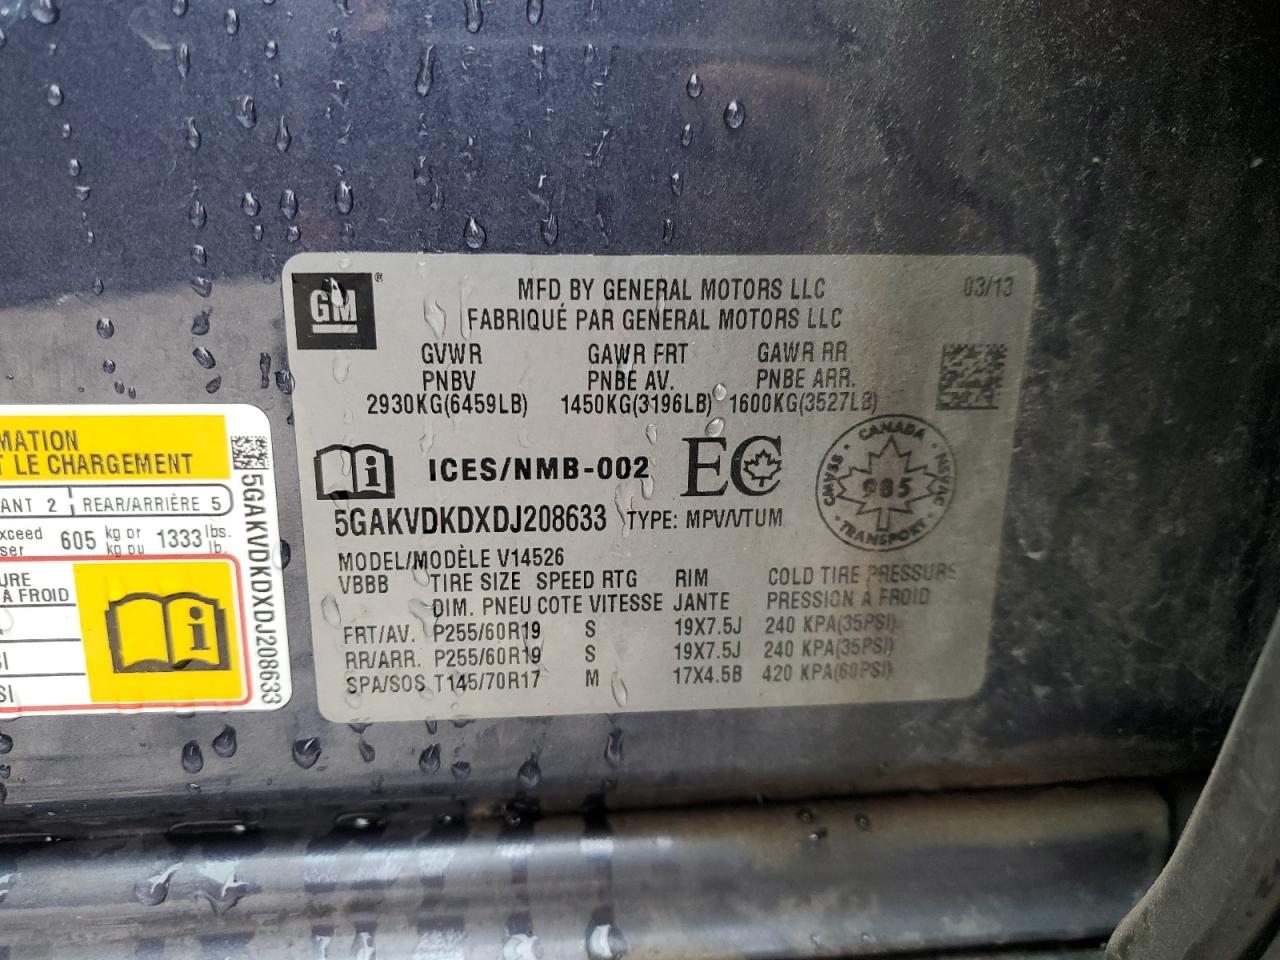 GM ®
MFD BY GENERAL MOTORS LLC 03/13
FABRIQUÉ PAR GENERAL MOTORS LLC
GVWR GAWR FRT GAWR RR
PNBV PNBE AV. PNBE ARR.
2930KG(6459LB) 1450KG(3196LB) 1600KG(3527LB)
i ICES/NMB-002 EC
CANADA
CMVSS NSVAC
985
TRANSPORT
5GAKVDKDXDJ208633 TYPE: MPV/VTUM
MODEL/MODÈLE V14526
VBBB TIRE SIZE SPEED RTG RIM COLD TIRE PRESSURE
DIM. PNEU COTE VITESSE JANTE PRESSION À FROID
FRT/AV. P255/60R19 S 19X7.5J 240 KPA(35PSI)
RR/ARR. P255/60R19 S 19X7.5J 240 KPA(35PSI)
SPA/SOS T145/70R17 M 17X4.5B 420 KPA(60PSI)
MATION
T LE CHARGEMENT
ANT 2 REAR/ARRIÈRE 5
xceed 605 kg or 1333 lbs.
ser kg ou lb.
URE
À FROID
SI
SI
i
5GAKVDKDXDJ208633